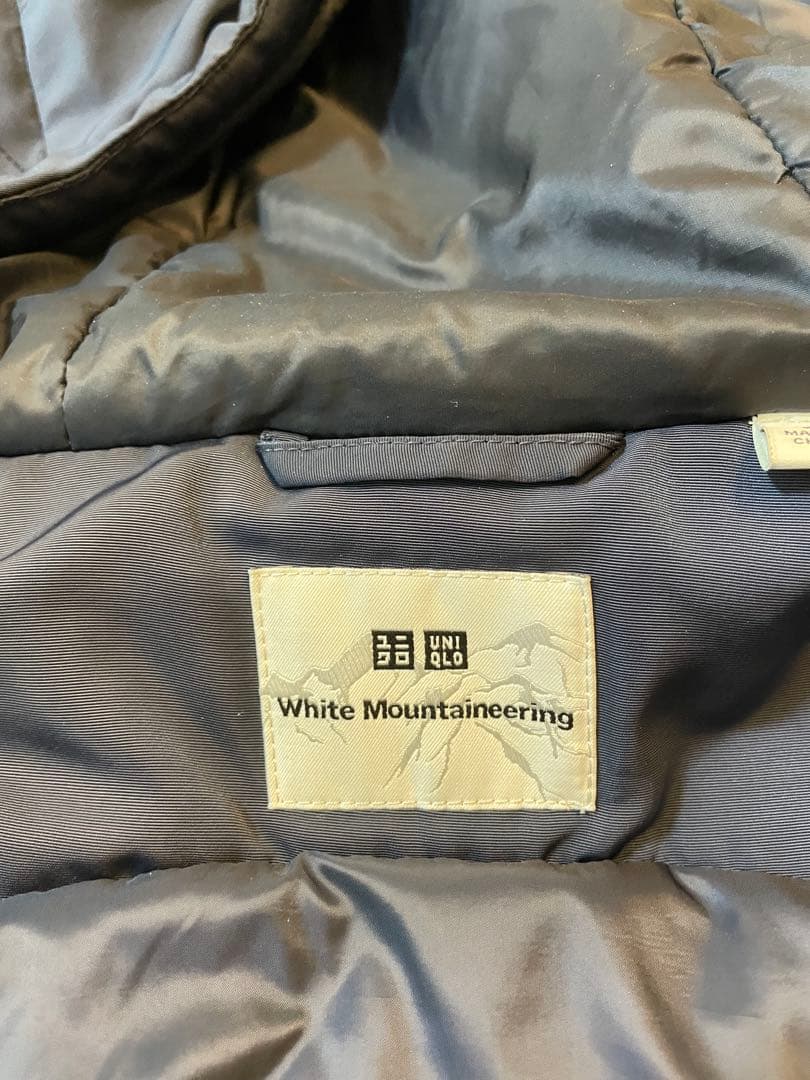 ユニ UNI
クロ QLO
White Mountaineering